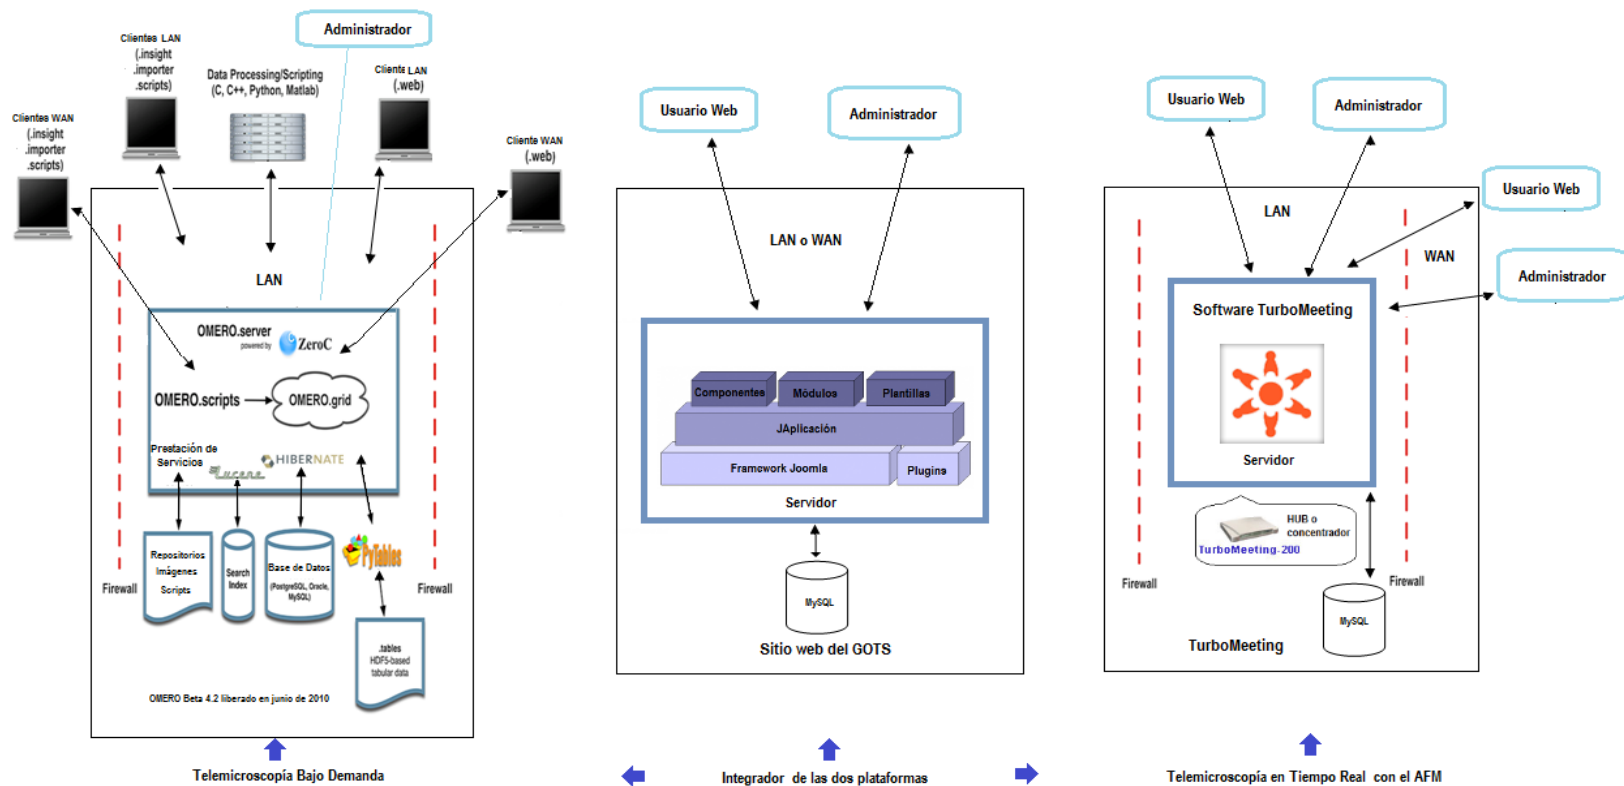 Administrador
Clientes LAN
(.insight
.importer
.scripts)
Data Processing/Scripting
(C, C++, Python, Matlab)
Cliente LAN
(.web)
Clientes WAN
(.insight
.importer
.scripts)
Cliente WAN
(.web)
LAN
OMERO.server
powered by
ZeroC
OMERO.scripts
OMERO.grid
Prestación de
Servicios
Lucene
HIBERNATE
Repositorios
Imágenes
Scripts
Search
Index
Base de Datos
(PostgreSQL, Oracle,
MySQL)
PyTables
Firewall
Firewall
.tables
HDF5-based
tabular data
OMERO Beta 4.2 liberado en junio de 2010
Telemicroscopía Bajo Demanda
Usuario Web
Administrador
LAN o WAN
Componentes
Módulos
Plantillas
JAplicación
Framework Joomla
Plugins
Servidor
MySQL
Sitio web del GOTS
Integrador de las dos plataformas
Usuario Web
Administrador
Usuario Web
LAN
WAN
Administrador
Software TurboMeeting
Servidor
HUB o
concentrador
TurboMeeting-200
Firewall
Firewall
MySQL
TurboMeeting
Telemicroscopía en Tiempo Real con el AFM